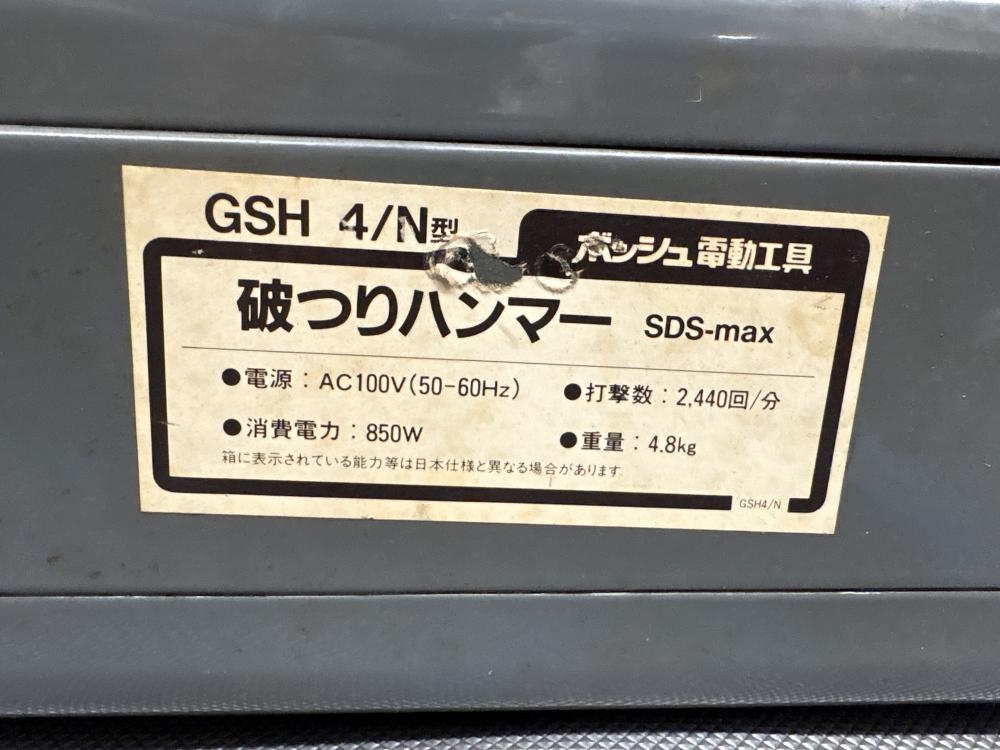 GSH 4/N型
ボッシュ電動工具
破つりハンマー SDS-max
●電源：AC100V(50-60Hz) ●打撃数：2,440回/分
●消費電力：850W ●重量：4.8kg
箱に表示されている能力等は日本仕様と異なる場合があります
GSH4/N